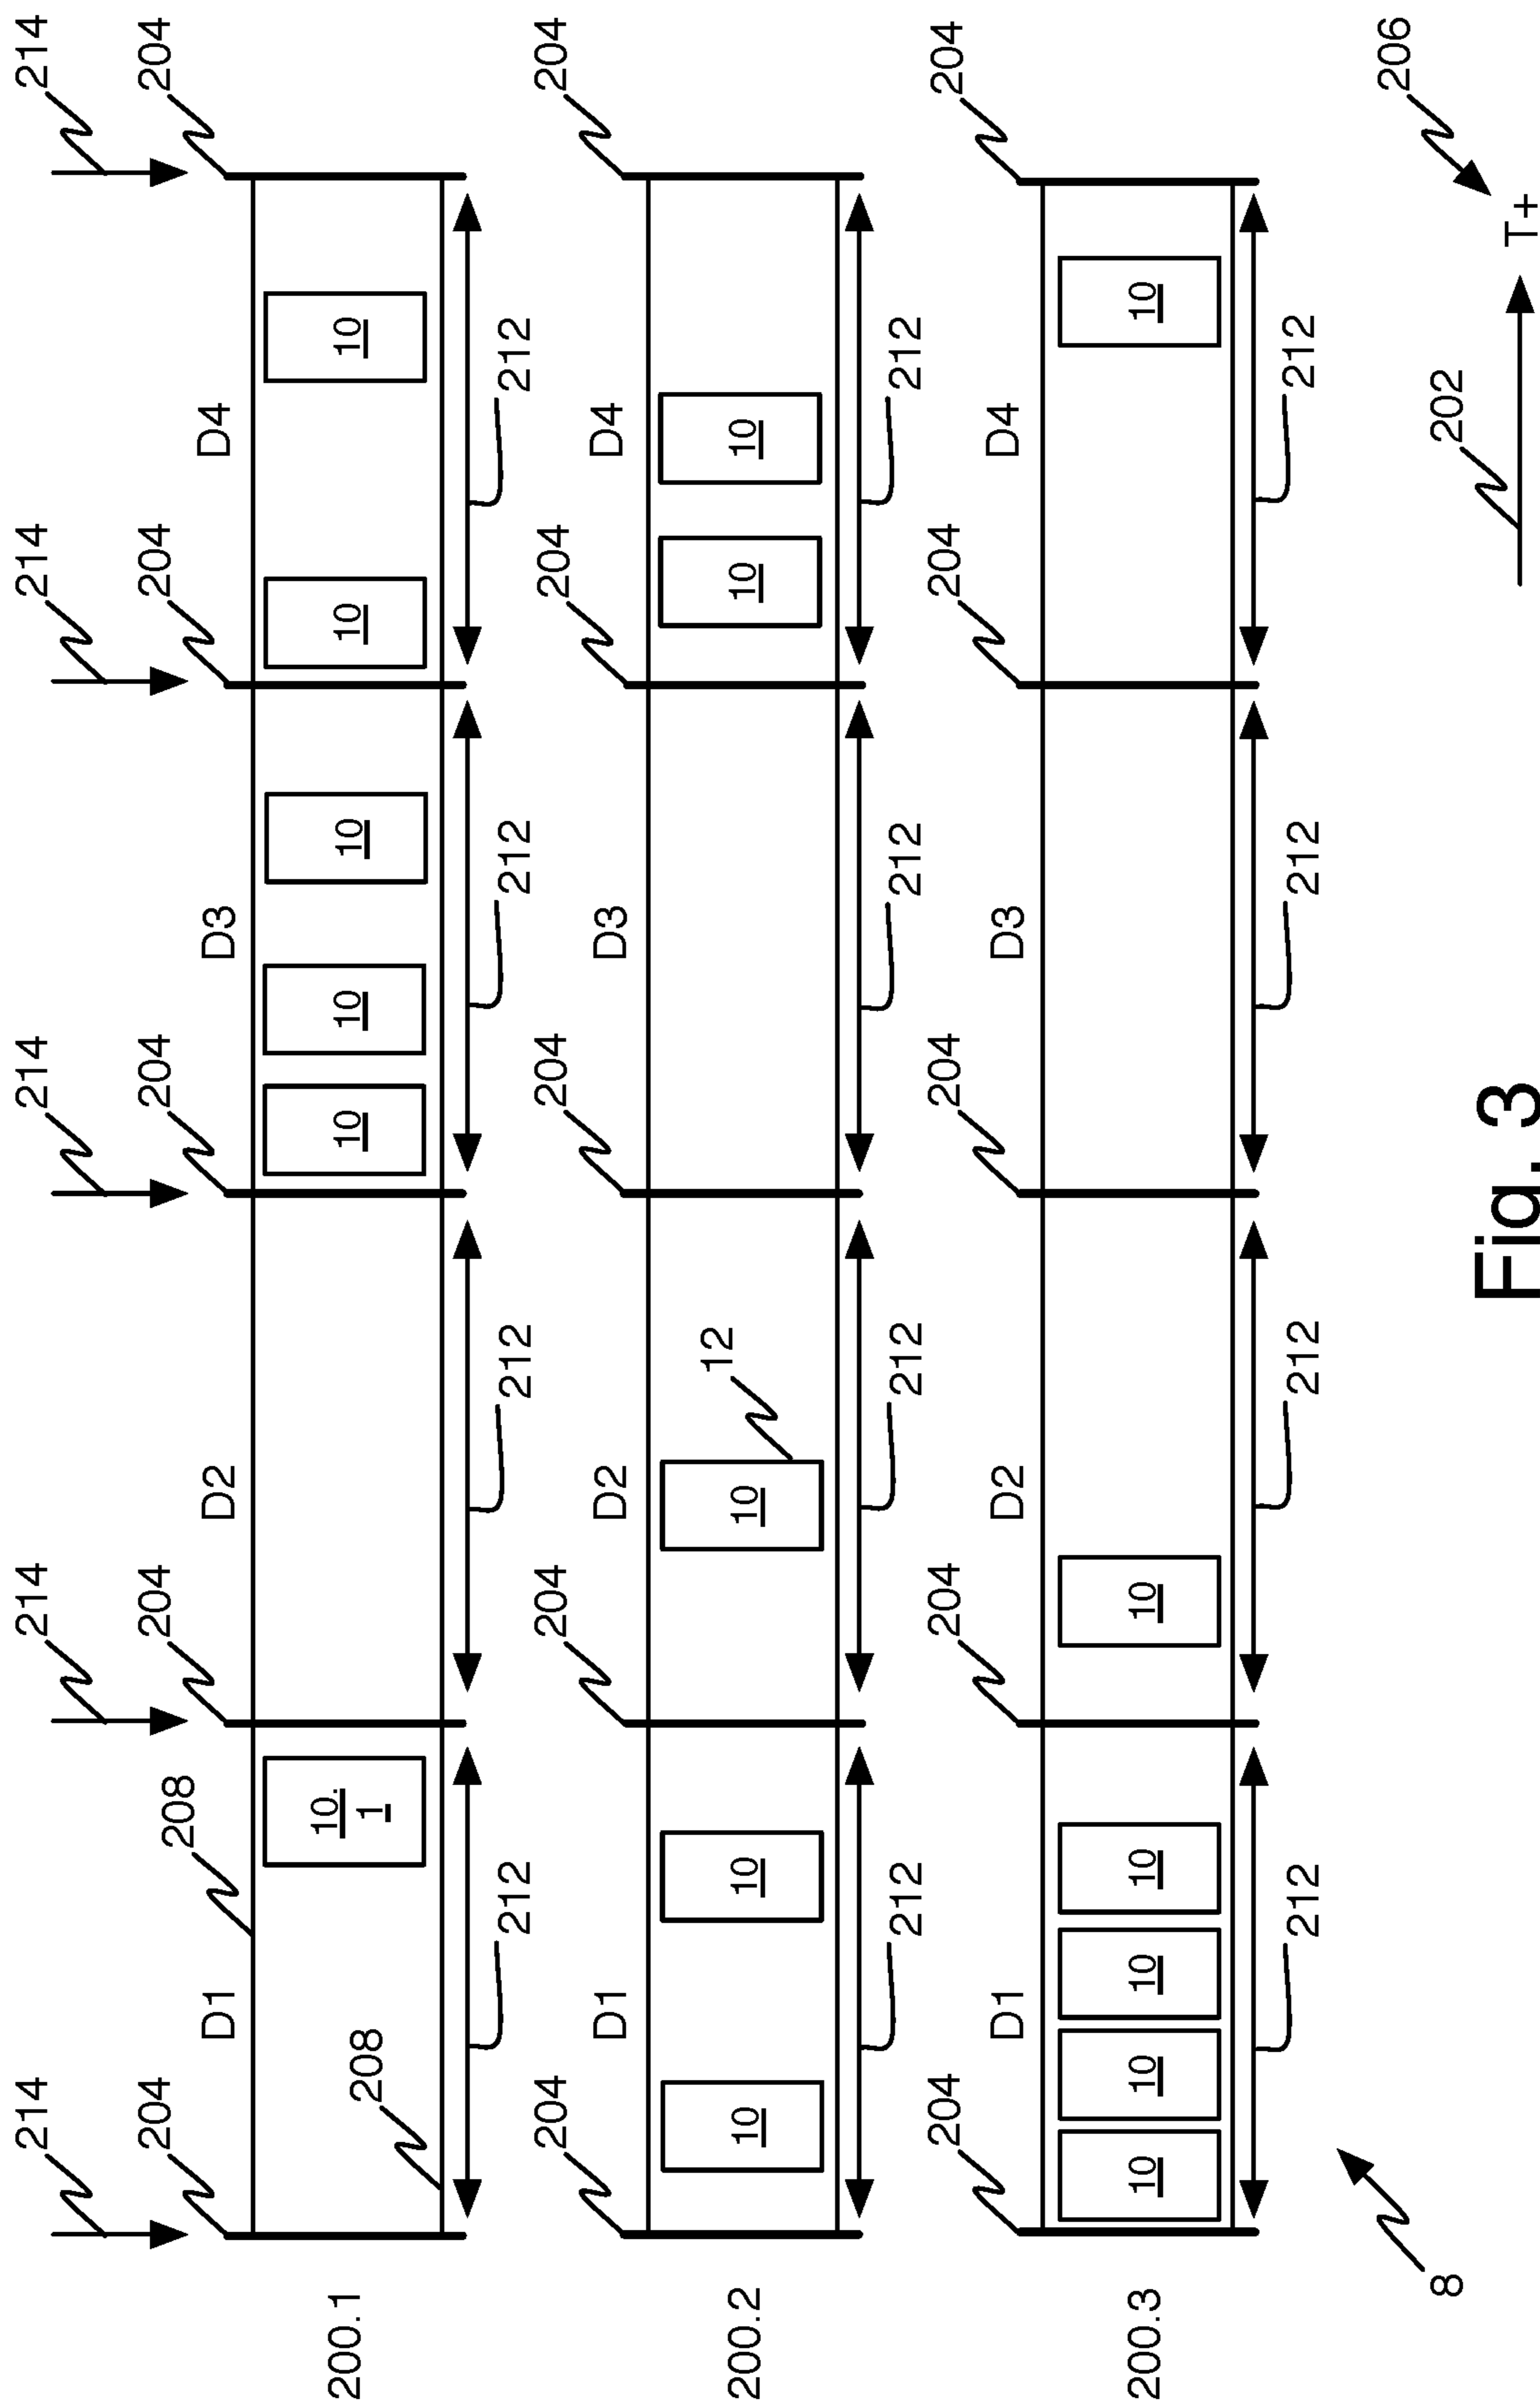 214 214 214 214 214
204 204 204 204 204
208
D1 D2 D3 D4
200.1 10. 10 10 10 10 10
1
208
212 212 212 212
204 204 204 204 204
D1 D2 D3 D4
12
200.2 10 10 10 10 10
212 212 212 212
204 204 204 204 204
D1 D2 D3 D4
200.3 10 10 10 10 10 10
212 212 212 212
206
8 202
T+
Fig. 3